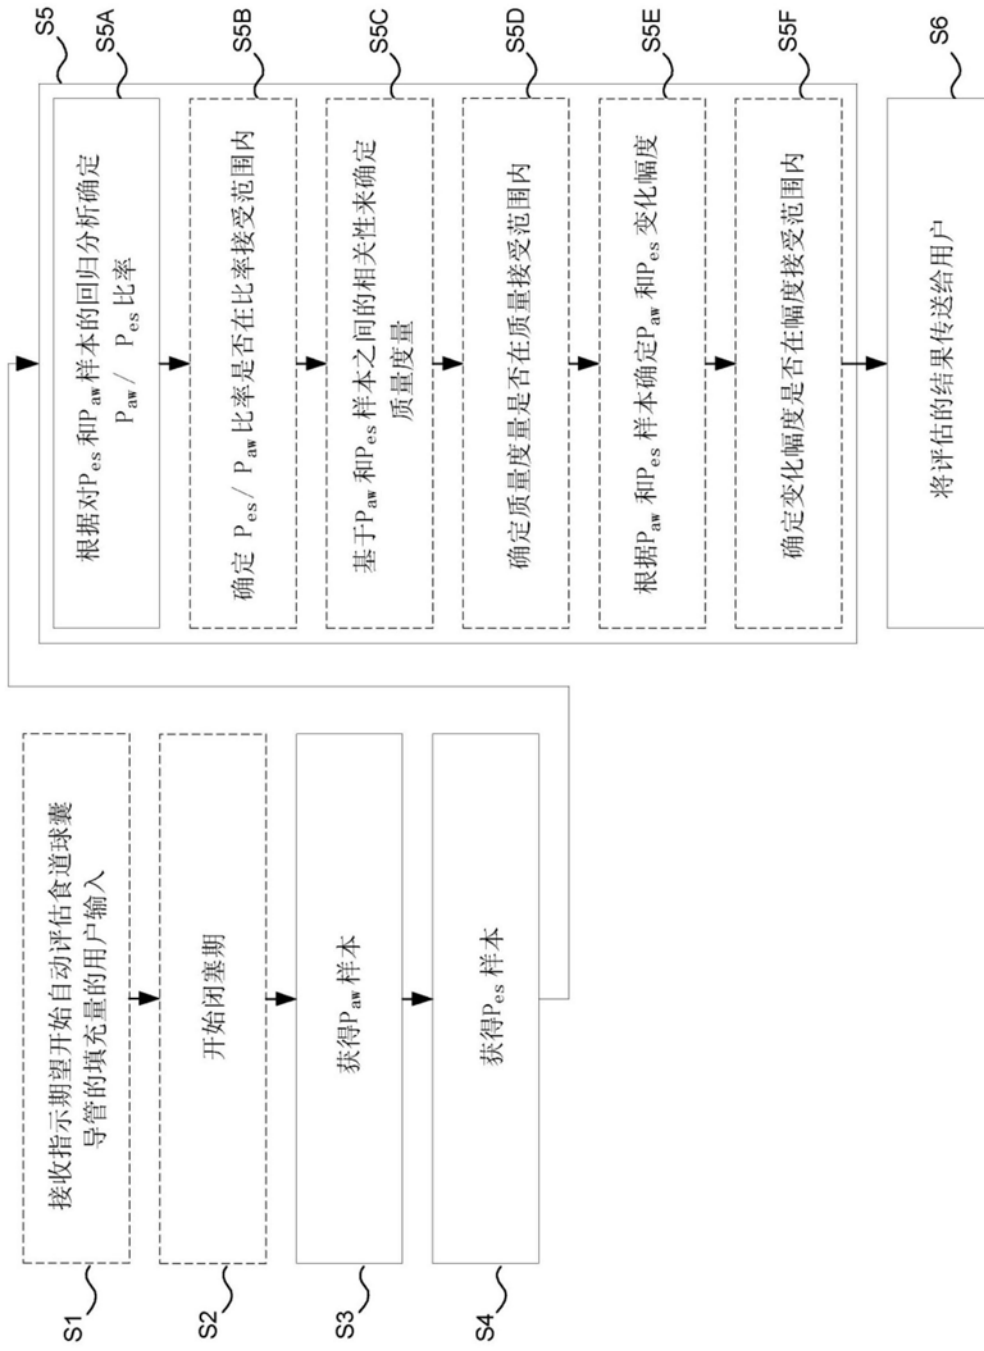 S1
接收指示期望开始自动评估食道球囊
导管的填充量的用户输入
S2
开始闭塞期
S3
获得Paw 样本
S4
获得Pes 样本
S5
S5A
根据对Pes 和Paw 样本的回归分析确定
Paw / Pes 比率
S5B
确定 Pes / Paw 比率是否在比率接受范围内
S5C
基于Paw 和Pes 样本之间的相关性来确定
质量度量
S5D
确定质量度量是否在质量接受范围内
S5E
根据Paw 和Pes 样本确定Paw 和Pes 变化幅度
S5F
确定变化幅度是否在幅度接受范围内
S6
将评估的结果传送给用户